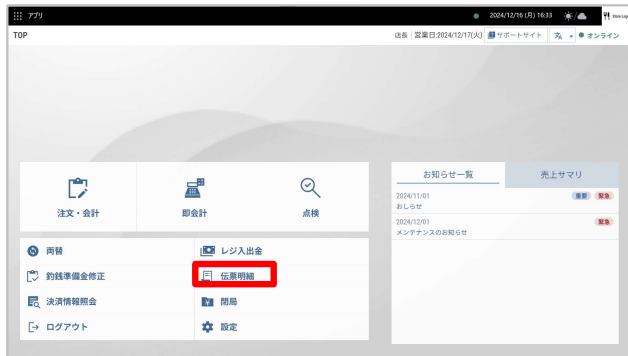 アプリ
2024/12/16 (月) 16:33
TOP
店長 営業日:2024/12/17(火) サポートサイト オンライン
お知らせ一覧 売上サマリ
2024/11/01 重要 緊急
おしらせ
2024/12/01 緊急
メンテナンスのお知らせ
注文・会計 即会計 点検
両替 レジ入出金
釣銭準備金修正 伝票明細
決済情報照会 閉局
ログアウト 設定